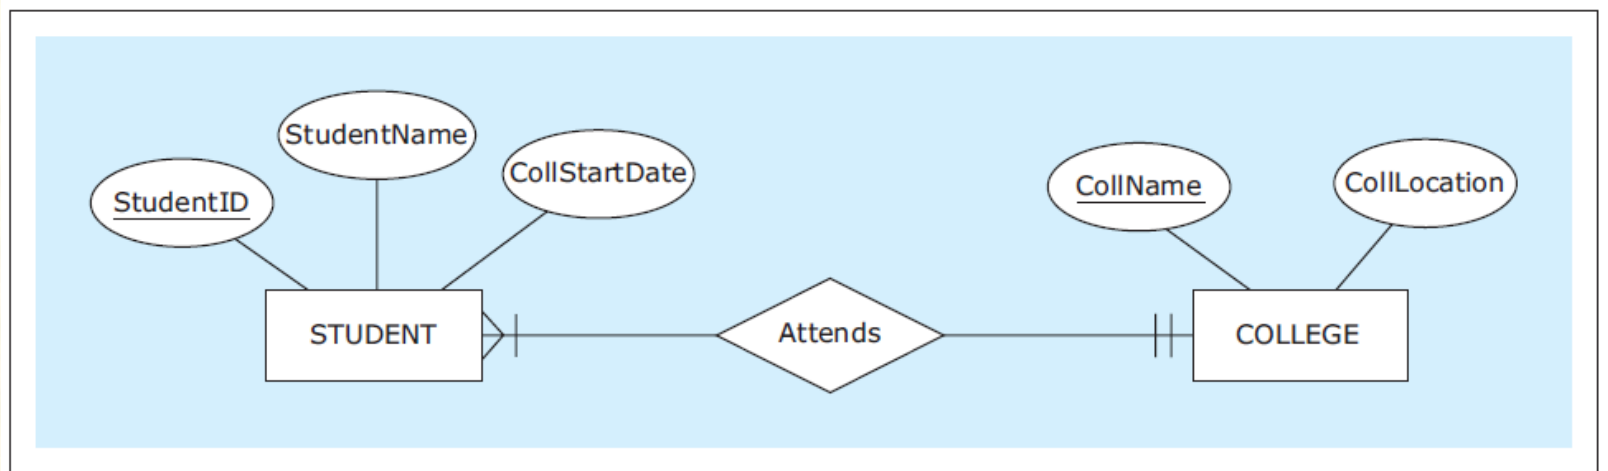 StudentName
CollStartDate
StudentID
CollName
CollLocation
STUDENT
Attends
COLLEGE